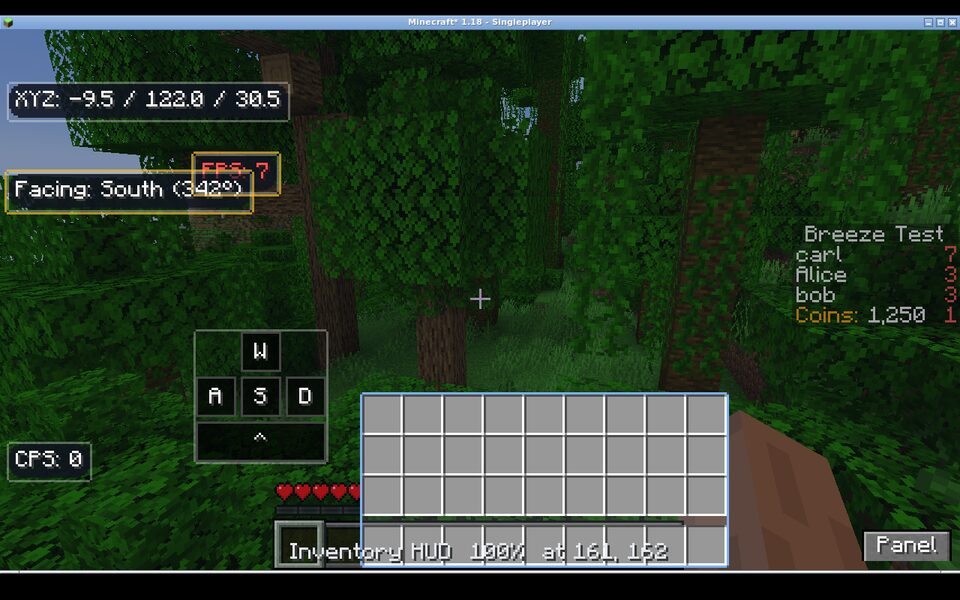 Minecraft* 1.18 - Singleplayer
XYZ: -9.5 / 122.0 / 30.5
FPS: 7
Facing: South (342º)
Breeze Test
carl 7
Alice 3
bob 3
Coins: 1,250 1
W
A S D
^
CPS: 0
Inventory HUD 100% at 161, 162
Panel